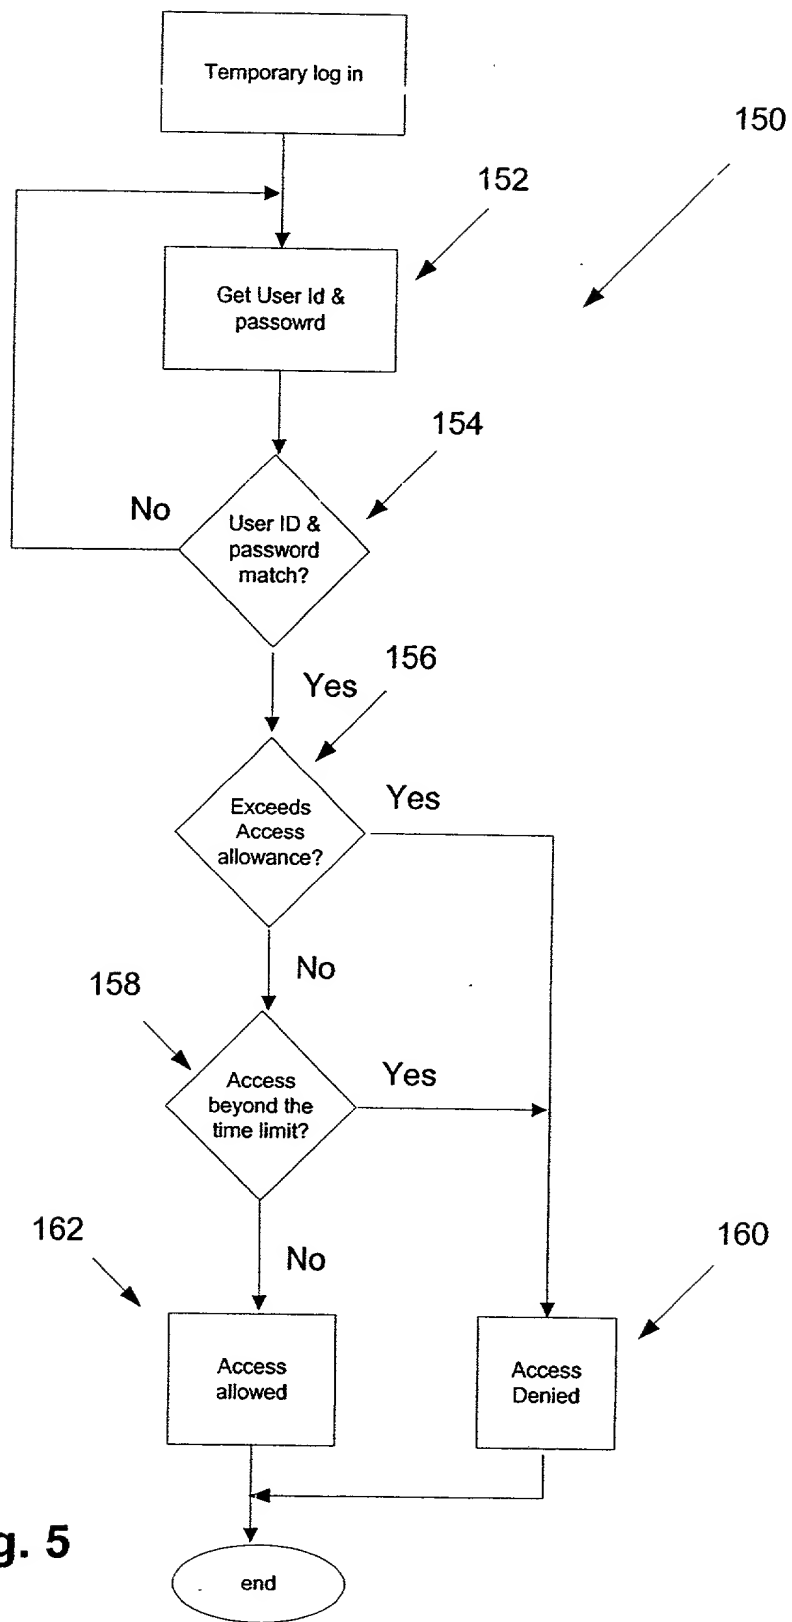 Temporary log in
150
152
Get User Id &
passowrd
154
No
User ID &
password
match?
156
Yes
Exceeds
Access
allowance?
Yes
No
158
Access
beyond the
time limit?
Yes
162
No
160
Access
allowed
Access
Denied
g. 5
end